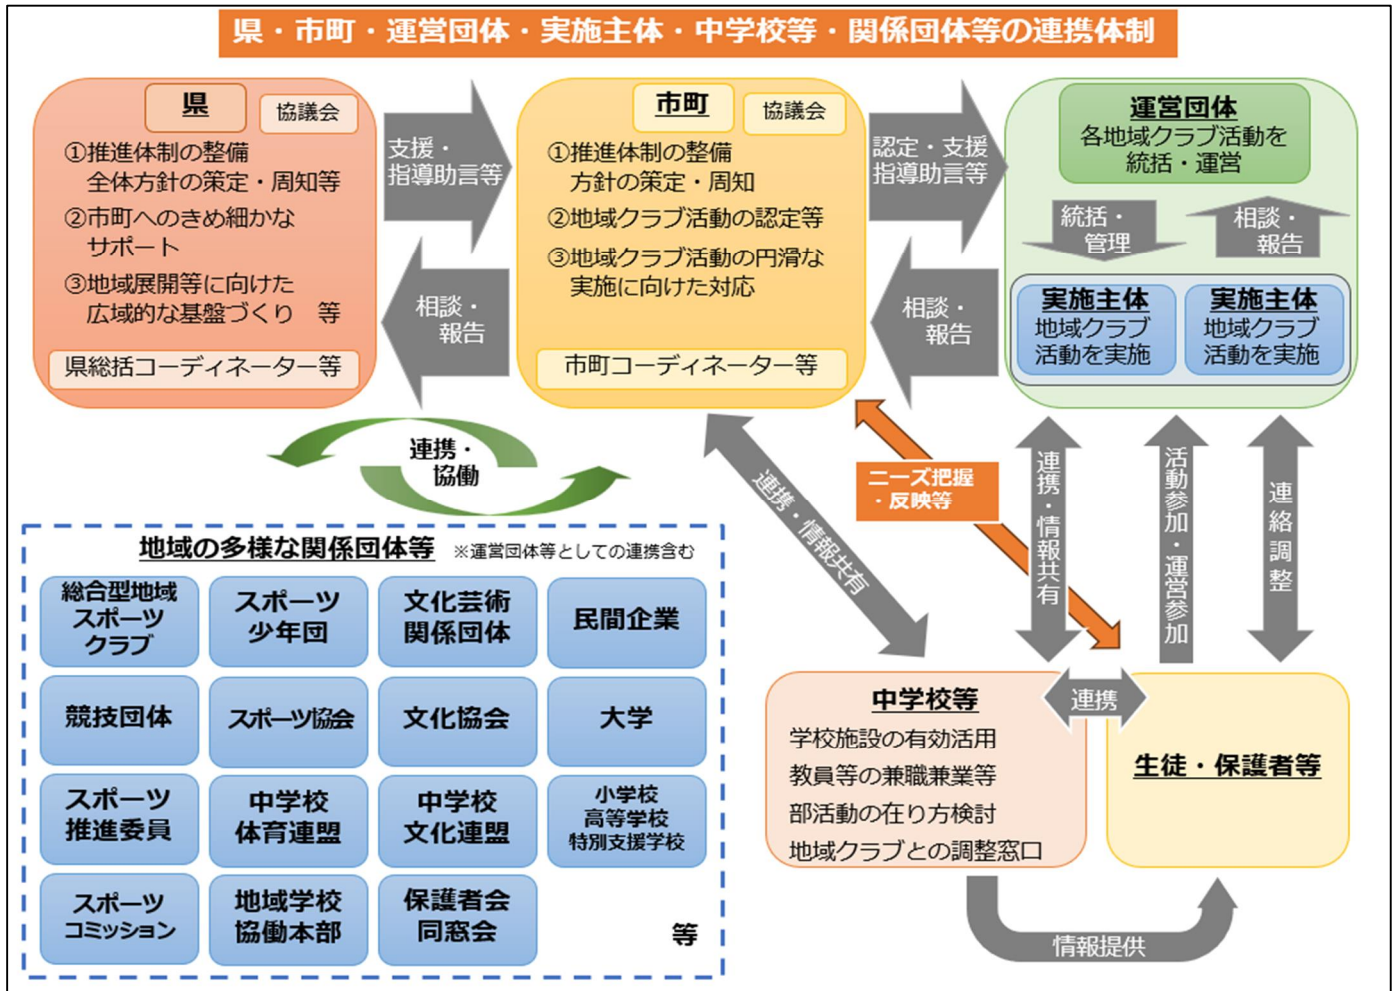 県・市町・運営団体・実施主体・中学校等・関係団体等の連携体制
県
協議会
①推進体制の整備
全体方針の策定・周知等
②市町へのきめ細かな
サポート
③地域展開等に向けた
広域的な基盤づくり　等
県総括コーディネーター等
支援・
指導助言等
相談・
報告
市町
協議会
①推進体制の整備
方針の策定・周知
②地域クラブ活動の認定等
③地域クラブ活動の円滑な
実施に向けた対応
市町コーディネーター等
認定・支援
指導助言等
相談・
報告
運営団体
各地域クラブ活動を
統括・運営
統括・
管理
相談・
報告
実施主体
地域クラブ
活動を実施
実施主体
地域クラブ
活動を実施
連携・
協働
連携・情報共有
ニーズ把握
・反映等
連携・情報共有
活動参加・運営参加
連絡調整
地域の多様な関係団体等 ※運営団体等としての連携含む
総合型地域
スポーツ
クラブ
スポーツ
少年団
文化芸術
関係団体
民間企業
競技団体
スポーツ協会
文化協会
大学
スポーツ
推進委員
中学校
体育連盟
中学校
文化連盟
小学校
高等学校
特別支援学校
スポーツ
コミッション
地域学校
協働本部
保護者会
同窓会
等
中学校等
学校施設の有効活用
教員等の兼職兼業等
部活動の在り方検討
地域クラブとの調整窓口
連携
生徒・保護者等
情報提供